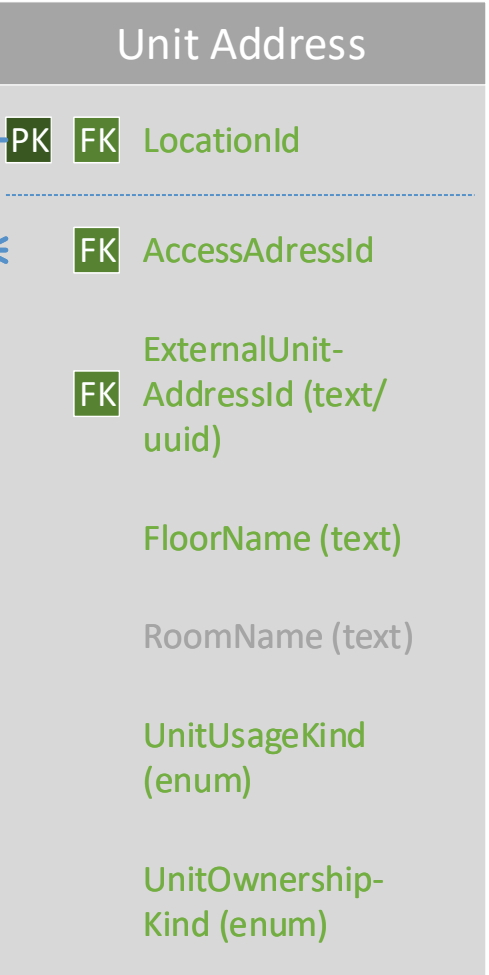 Unit Address
PK FK LocationId
FK AccessAdressId
ExternalUnit-
FK AddressId (text/
uuid)
FloorName (text)
RoomName (text)
UnitUsageKind
(enum)
UnitOwnership-
Kind (enum)